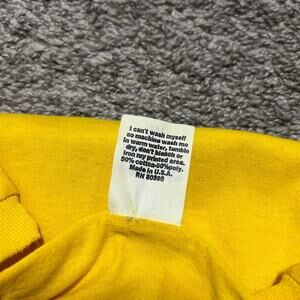 I can't wash myself
so machine wash me
in warm water, tumble
dry, don't bleach or
iron my printed area.
50% cotton-50% poly.
Made in U.S.A.
RN 80598